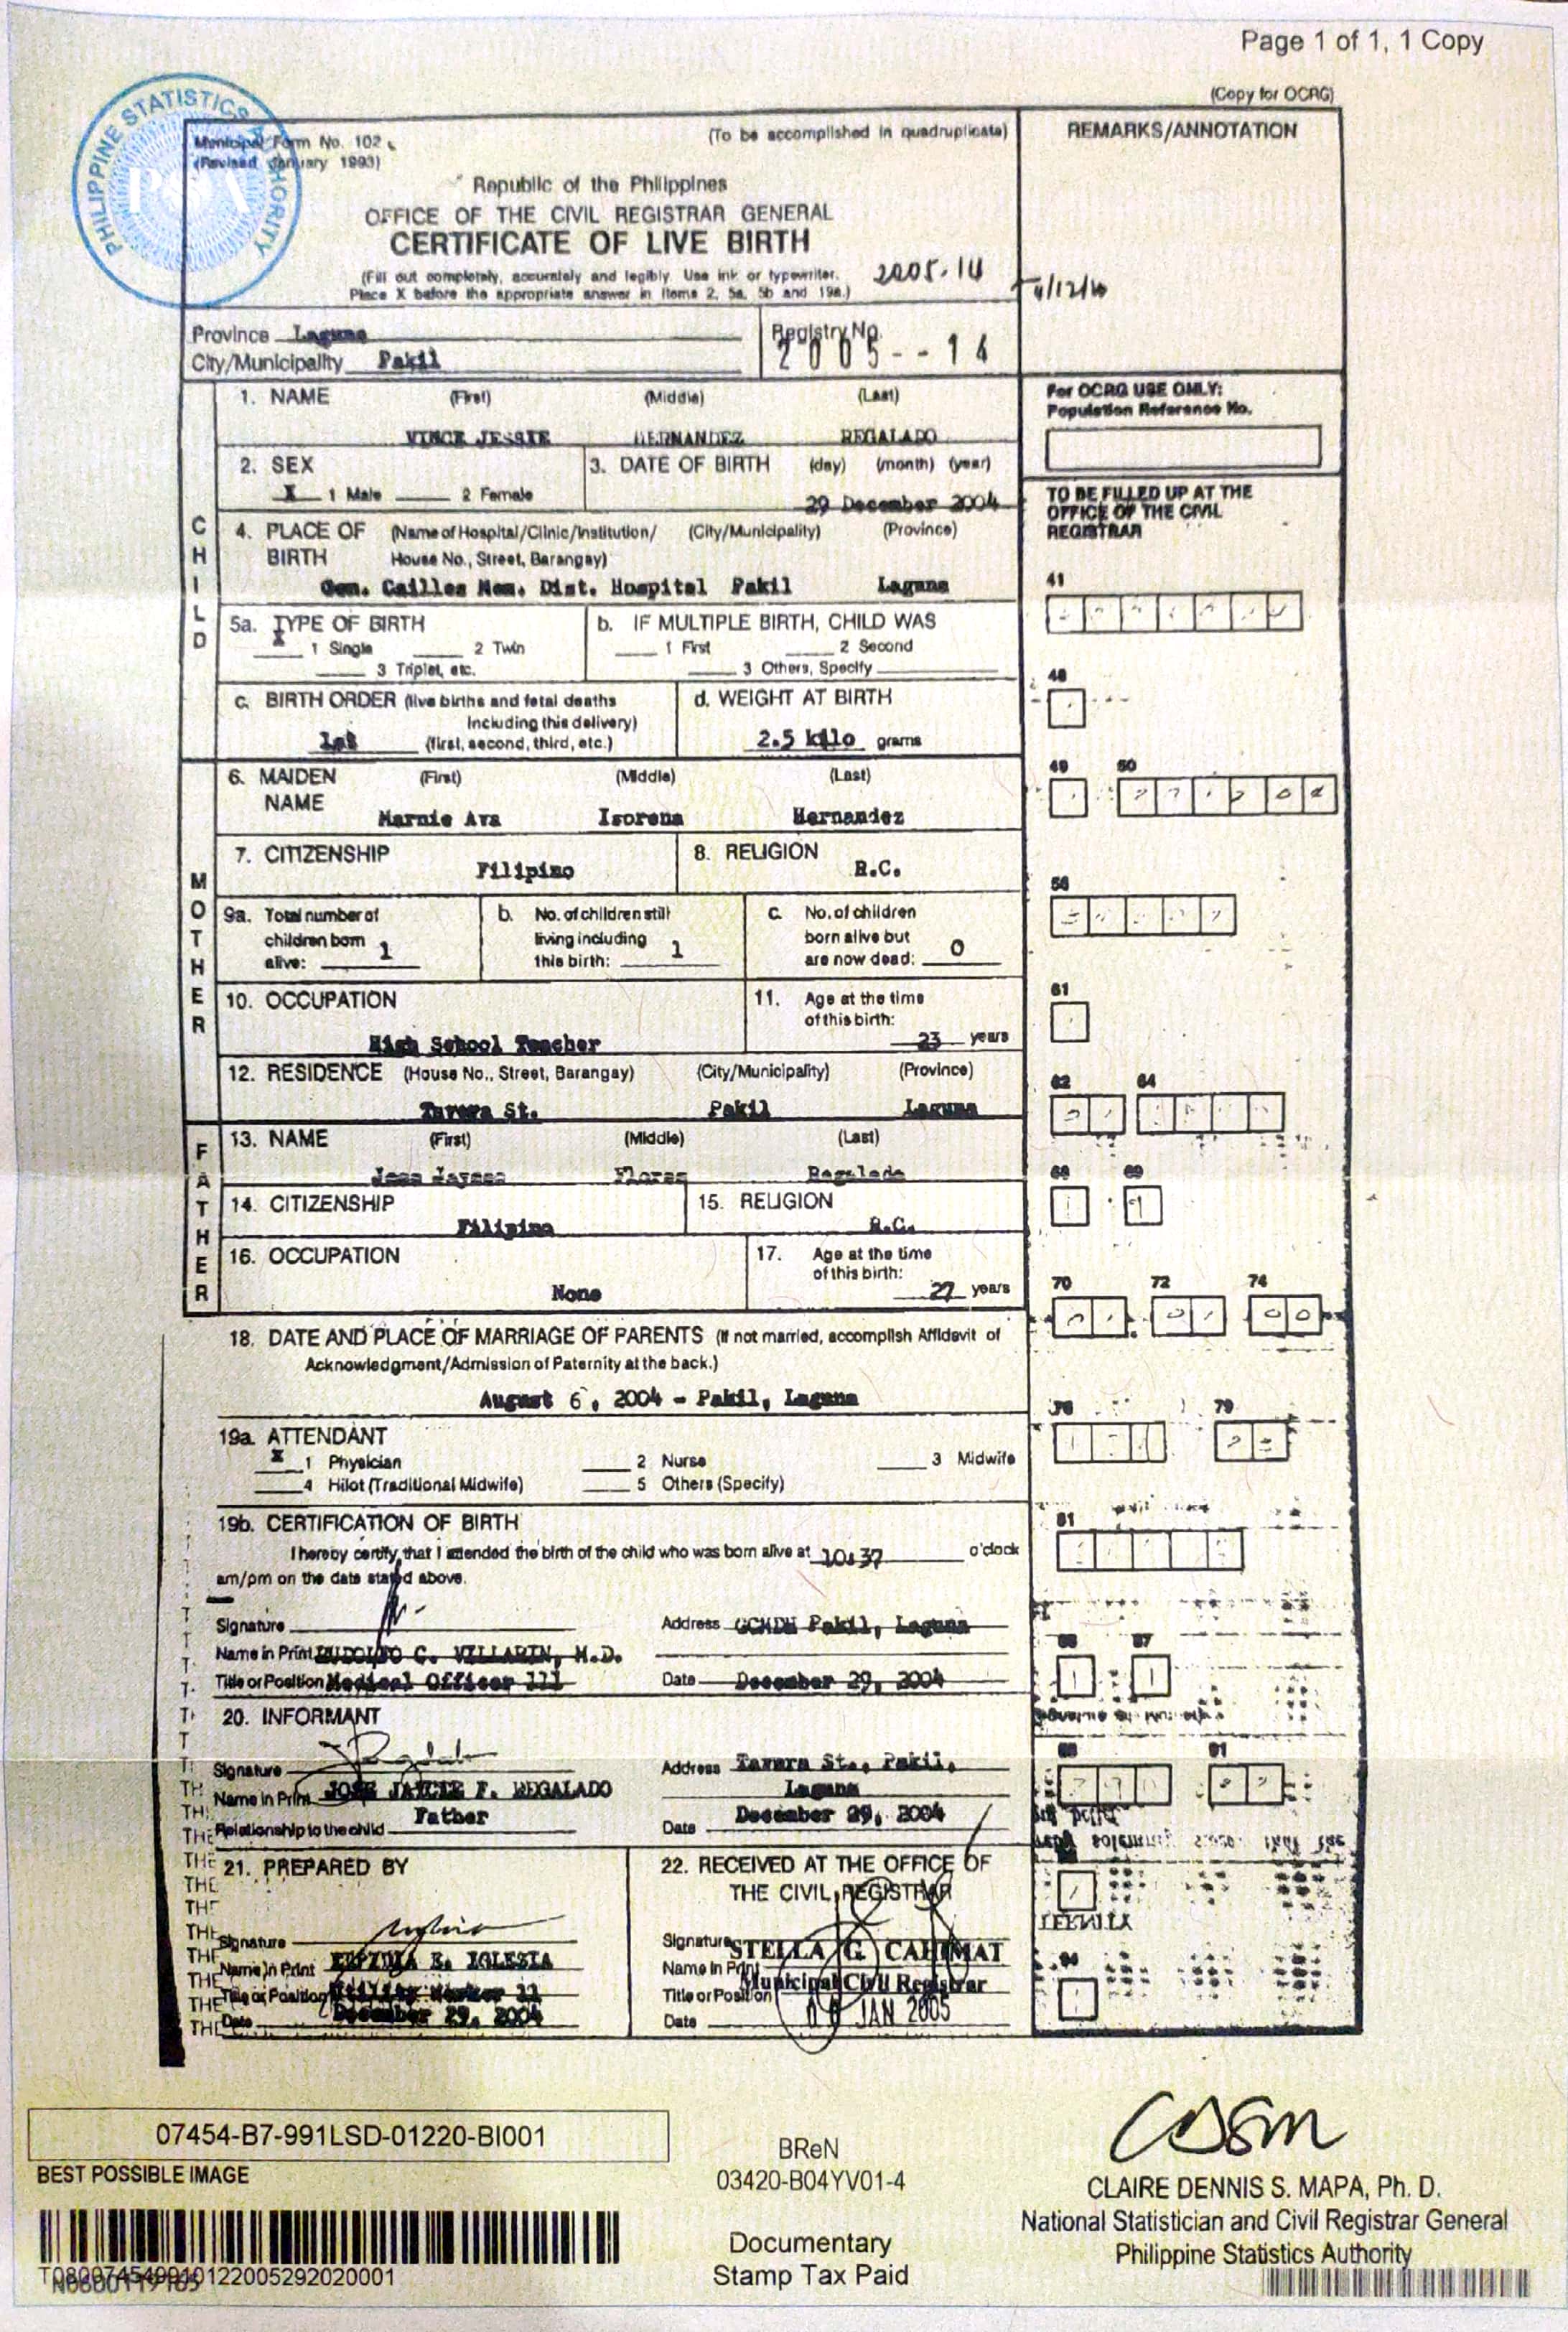 Page 1 of 1, 1 Copy
(Copy for OCRG)
PHILIPPINE STATISTICS AUTHORITY
PSA
Municipal Form No. 102
(Revised January 1993)
(To be accomplished in quadruplicate)
REMARKS/ANNOTATION
Republic of the Philippines
OFFICE OF THE CIVIL REGISTRAR GENERAL
CERTIFICATE OF LIVE BIRTH
(Fill out completely, accurately and legibly. Use ink or typewriter.
Place X before the appropriate answer in items 2, 5a, 5b and 19a.)
2005-14
Province Laguna
City/Municipality Pakil
Registry No.
2005--14
1. NAME (First) (Middle) (Last)
VINCE JESSIE HERNANDEZ REGALADO
For OCRG USE ONLY:
Population Reference No.
2. SEX
X 1 Male 2 Female
3. DATE OF BIRTH (day) (month) (year)
29 December 2004
TO BE FILLED UP AT THE
OFFICE OF THE CIVIL
REGISTRAR
CHILD
4. PLACE OF BIRTH (Name of Hospital/Clinic/Institution/ (City/Municipality) (Province)
House No., Street, Barangay)
Gen. Cailles Mem. Dist. Hospital Pakil Laguna
41
5a. TYPE OF BIRTH
X 1 Single 2 Twin
3 Triplet, etc.
b. IF MULTIPLE BIRTH, CHILD WAS
1 First 2 Second
3 Others, Specify
48
c. BIRTH ORDER (live births and fetal deaths
including this delivery)
1st (first, second, third, etc.)
d. WEIGHT AT BIRTH
2.5 kilo grams
49 50
MOTHER
6. MAIDEN NAME (First) (Middle) (Last)
Marnie Ava Isorena Hernandez
7. CITIZENSHIP
Filipino
8. RELIGION
R.C.
56
9a. Total number of
children born
alive: 1
b. No. of children still
living including
this birth: 1
c. No. of children
born alive but
are now dead: 0
61
10. OCCUPATION
High School Teacher
11. Age at the time
of this birth:
23 years
12. RESIDENCE (House No., Street, Barangay) (City/Municipality) (Province)
Tavera St. Pakil Laguna
62 64
FATHER
13. NAME (First) (Middle) (Last)
Flores Regalado
68 69
14. CITIZENSHIP
Filipino
15. RELIGION
R.C.
16. OCCUPATION
None
17. Age at the time
of this birth:
27 years
70 72 74
18. DATE AND PLACE OF MARRIAGE OF PARENTS (If not married, accomplish Affidavit of
Acknowledgment/Admission of Paternity at the back.)
August 6, 2004 - Pakil, Laguna
76 79
19a. ATTENDANT
X 1 Physician 2 Nurse 3 Midwife
4 Hilot (Traditional Midwife) 5 Others (Specify)
19b. CERTIFICATION OF BIRTH
81
I hereby certify that I attended the birth of the child who was born alive at 10:37 o'clock
am/pm on the date stated above.
Signature
Address GCMDH Pakil, Laguna
Name in Print RUDOLFO C. VILLARIN, M.D.
Title or Position Medical Officer III
Date December 29, 2004
86 87
20. INFORMANT
Signature
Address Tavera St., Pakil,
Laguna
Name in Print F. REGALADO
Relationship to the child Father
Date December 29, 2004
91
21. PREPARED BY
22. RECEIVED AT THE OFFICE OF
THE CIVIL REGISTRAR
Signature
Name in Print E. IGLESIA
Title or Position Utility Worker II
Date December 29, 2004
Signature
Name in Print STELLA G. CAHIMAT
Title or Position Municipal Civil Registrar
Date JAN 2005
94
07454-B7-991LSD-01220-BI001
BEST POSSIBLE IMAGE
BReN
03420-B04YV01-4
Documentary
Stamp Tax Paid
CLAIRE DENNIS S. MAPA, Ph. D.
National Statistician and Civil Registrar General
Philippine Statistics Authority